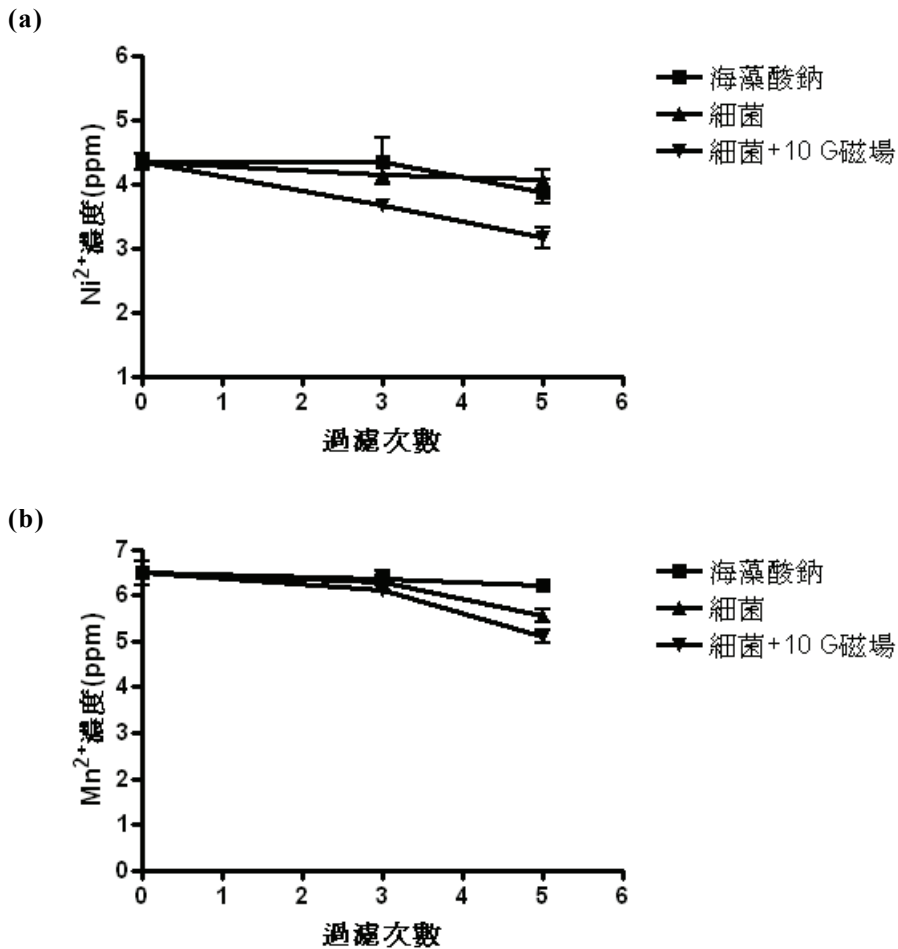 (a)
6
5
4
3
2
1
Ni²⁺濃度(ppm)
0 1 2 3 4 5 6
過濾次數
海藻酸鈉
細菌
細菌+10 G磁場
(b)
7
6
5
4
3
2
1
0
Mn²⁺濃度(ppm)
0 1 2 3 4 5 6
過濾次數
海藻酸鈉
細菌
細菌+10 G磁場